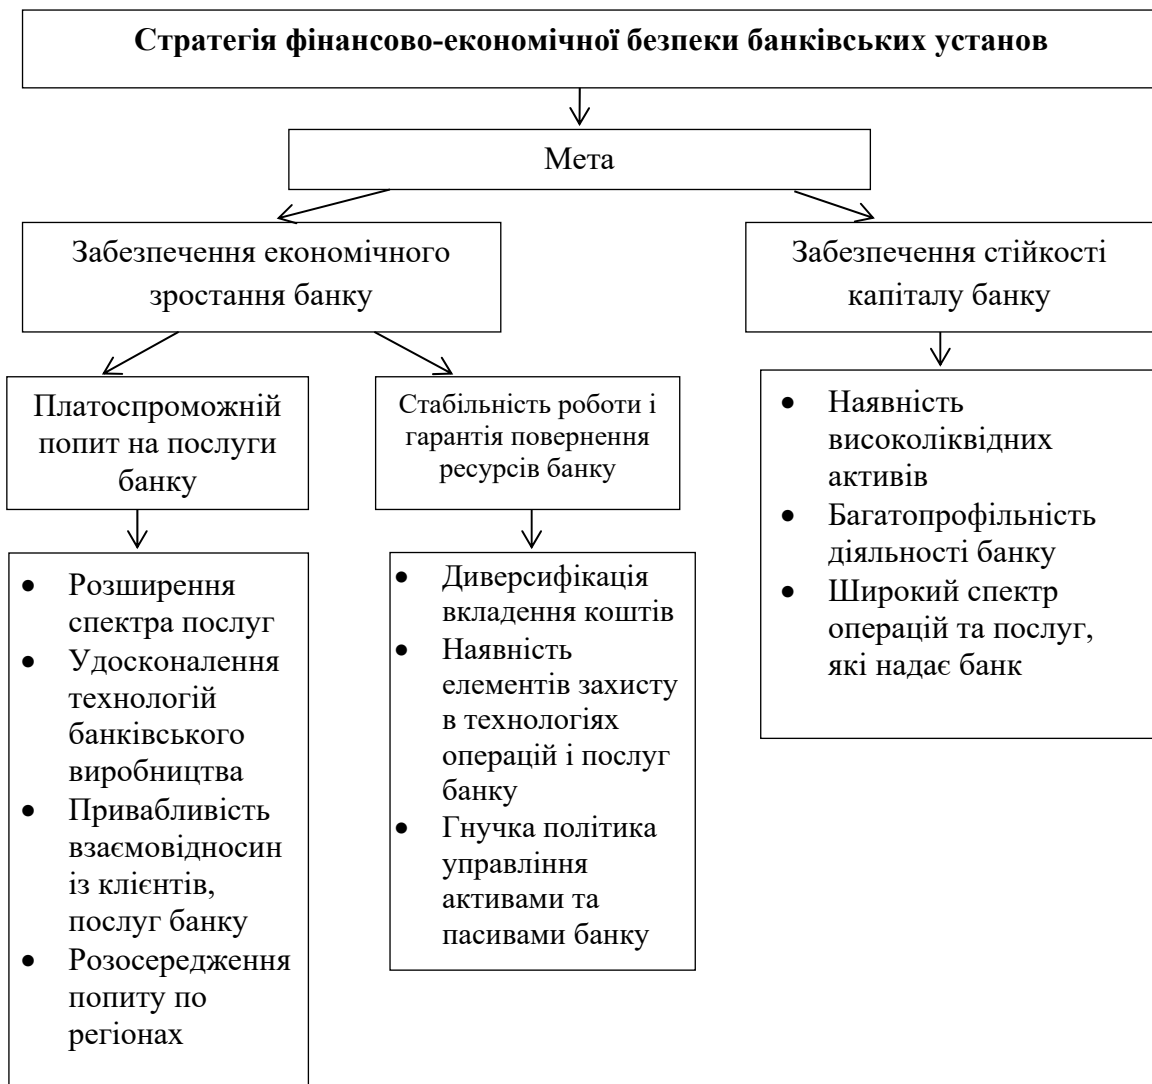 Стратегія фінансово-економічної безпеки банківських установ
Мета
Забезпечення економічного
зростання банку
Забезпечення стійкості
капіталу банку
Платоспроможній
попит на послуги
банку
Стабільність роботи і
гарантія повернення
ресурсів банку
• Наявність
високоліквідних
активів
• Багатопрофільність
діяльності банку
• Широкий спектр
операцій та послуг,
які надає банк
• Розширення
спектра послуг
• Удосконалення
технологій
банківського
виробництва
• Привабливість
взаємовідносин
із клієнтів,
послуг банку
• Розосередження
попиту по
регіонах
• Диверсифікація
вкладення коштів
• Наявність
елементів захисту
в технологіях
операцій і послуг
банку
• Гнучка політика
управління
активами та
пасивами банку